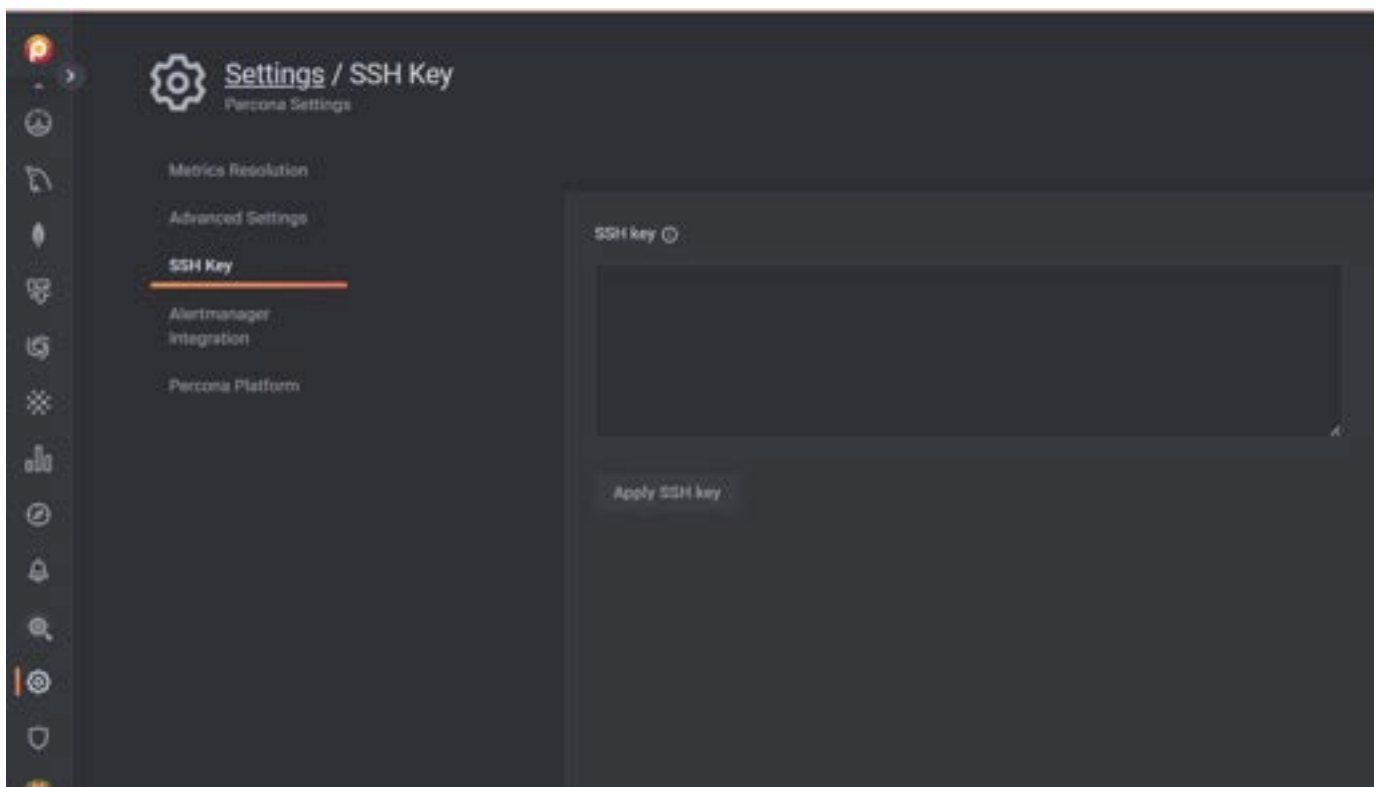 Settings / SSH Key
Percona Settings
Metrics Resolution
Advanced Settings
SSH Key
Alertmanager
Integration
Percona Platform
SSH key
Apply SSH key